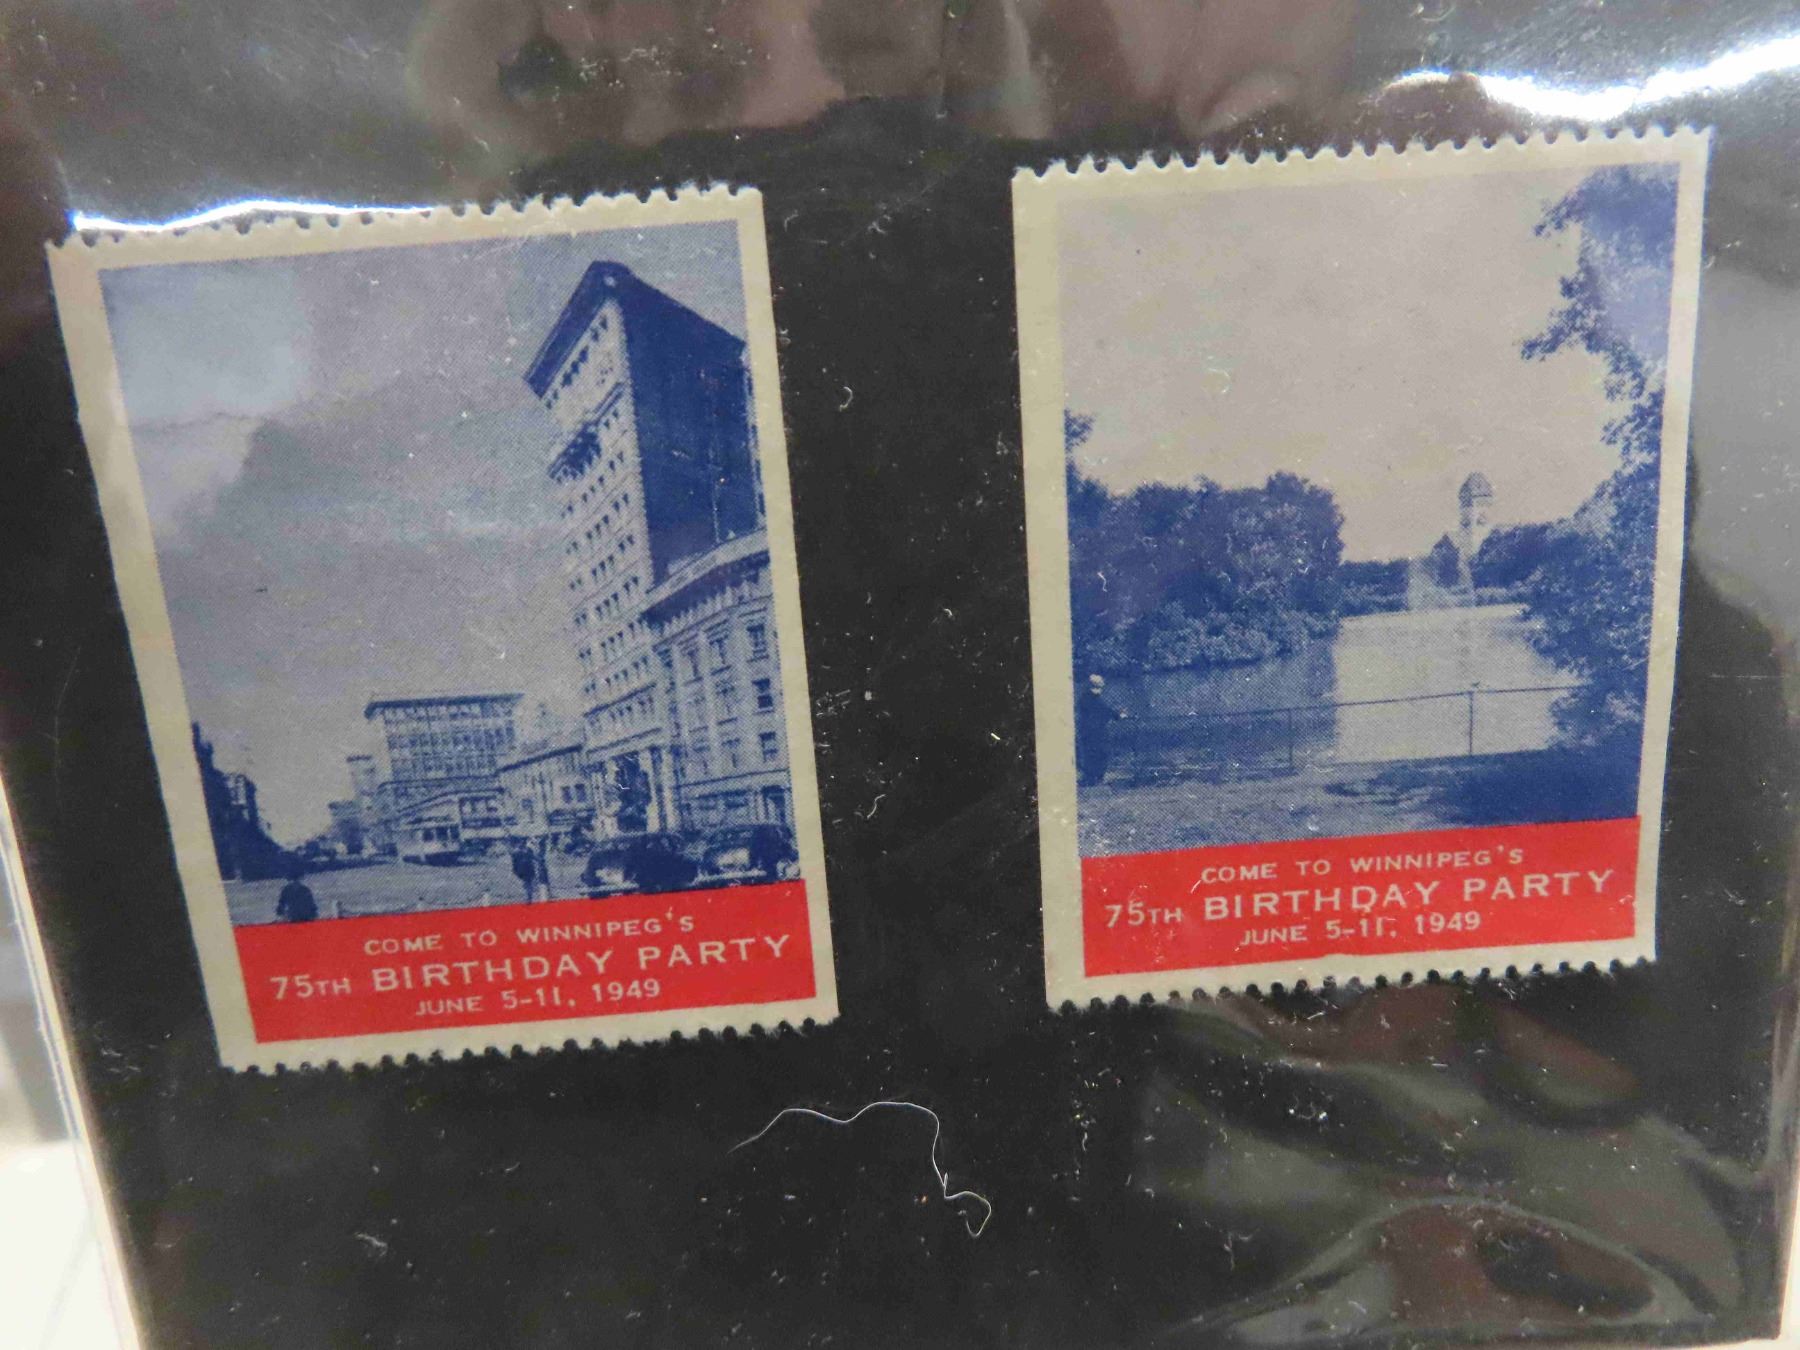 COME TO WINNIPEG'S
75TH BIRTHDAY PARTY
JUNE 5-11, 1949
COME TO WINNIPEG'S
75TH BIRTHDAY PARTY
JUNE 5-11, 1949